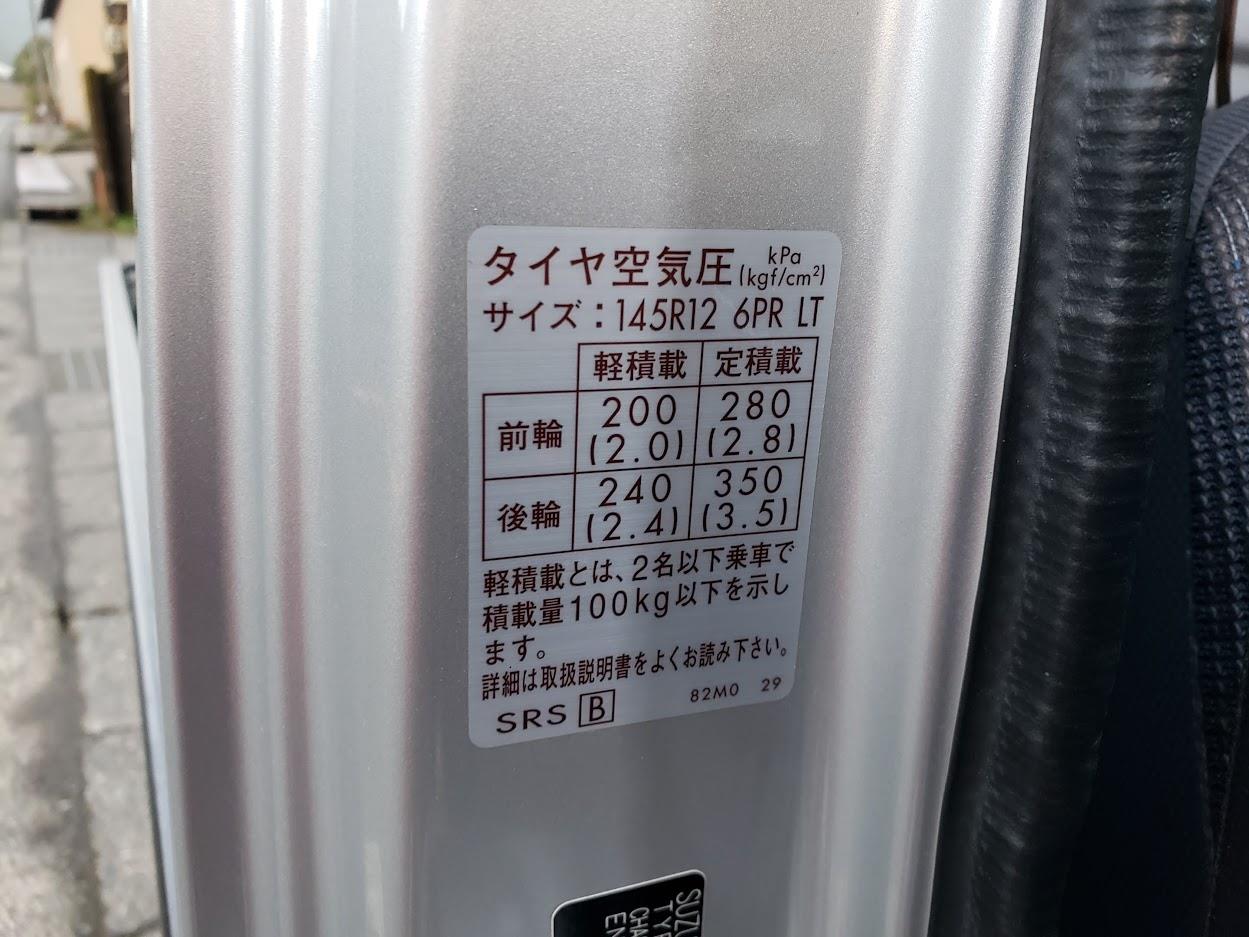 タイヤ空気圧 kPa (kgf/cm²)
サイズ：145R12 6PR LT
軽積載 定積載
前輪 200 (2.0) 280 (2.8)
後輪 240 (2.4) 350 (3.5)
軽積載とは、2名以下乗車で
積載量100kg以下を示し
ます。
詳細は取扱説明書をよくお読み下さい。
SRS B 82M0 29